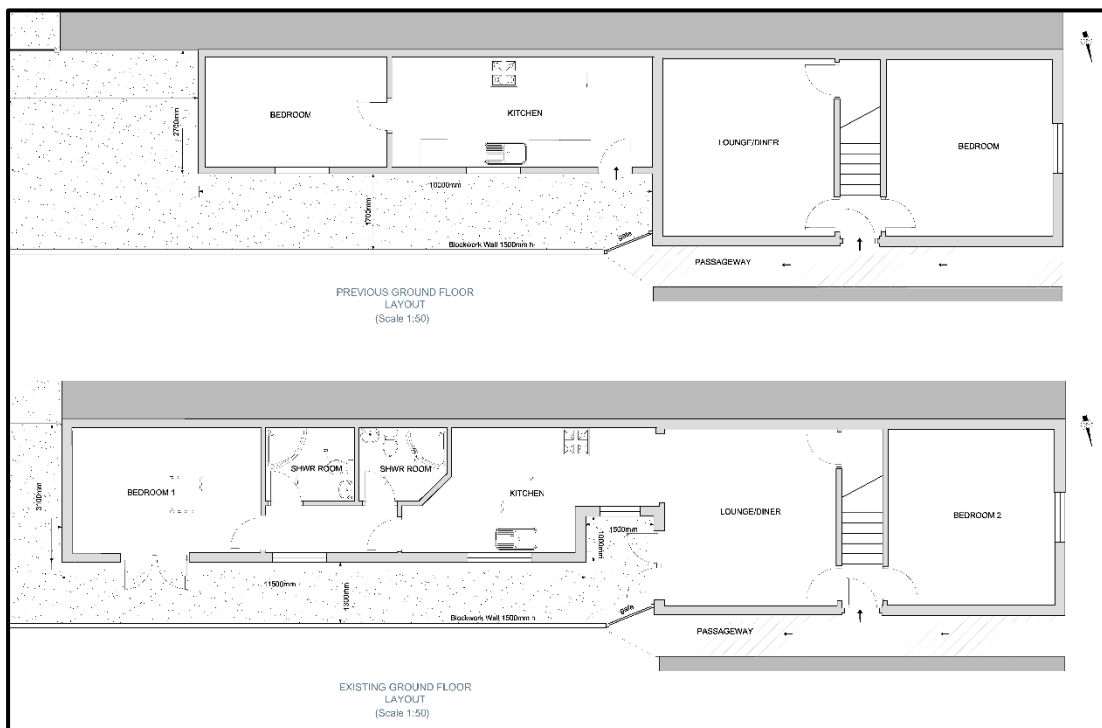 BEDROOM
KITCHEN
LOUNGE/DINER
BEDROOM
2700mm
10000mm
1700mm
Blockwork Wall 1500mm h
gate
PASSAGEWAY
PREVIOUS GROUND FLOOR
LAYOUT
(Scale 1:50)
SHWR ROOM
SHWR ROOM
BEDROOM 1
KITCHEN
LOUNGE/DINER
BEDROOM 2
3100mm
1500mm
1000mm
11500mm
1300mm
Blockwork Wall 1500mm h
gate
PASSAGEWAY
EXISTING GROUND FLOOR
LAYOUT
(Scale 1:50)